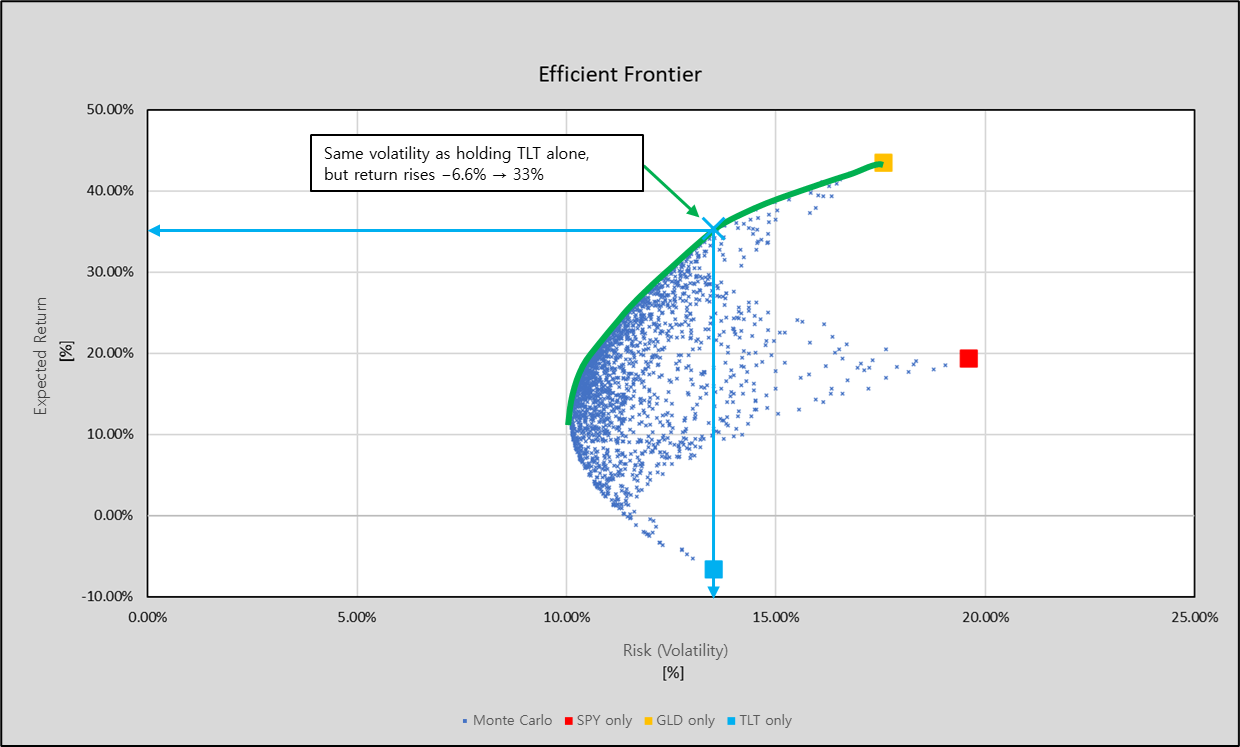 Efficient Frontier
50.00%
40.00%
30.00%
20.00%
10.00%
0.00%
-10.00%
Expected Return
[%]
Same volatility as holding TLT alone,
but return rises −6.6% → 33%
0.00%
5.00%
10.00%
15.00%
20.00%
25.00%
Risk (Volatility)
[%]
Monte Carlo
SPY only
GLD only
TLT only